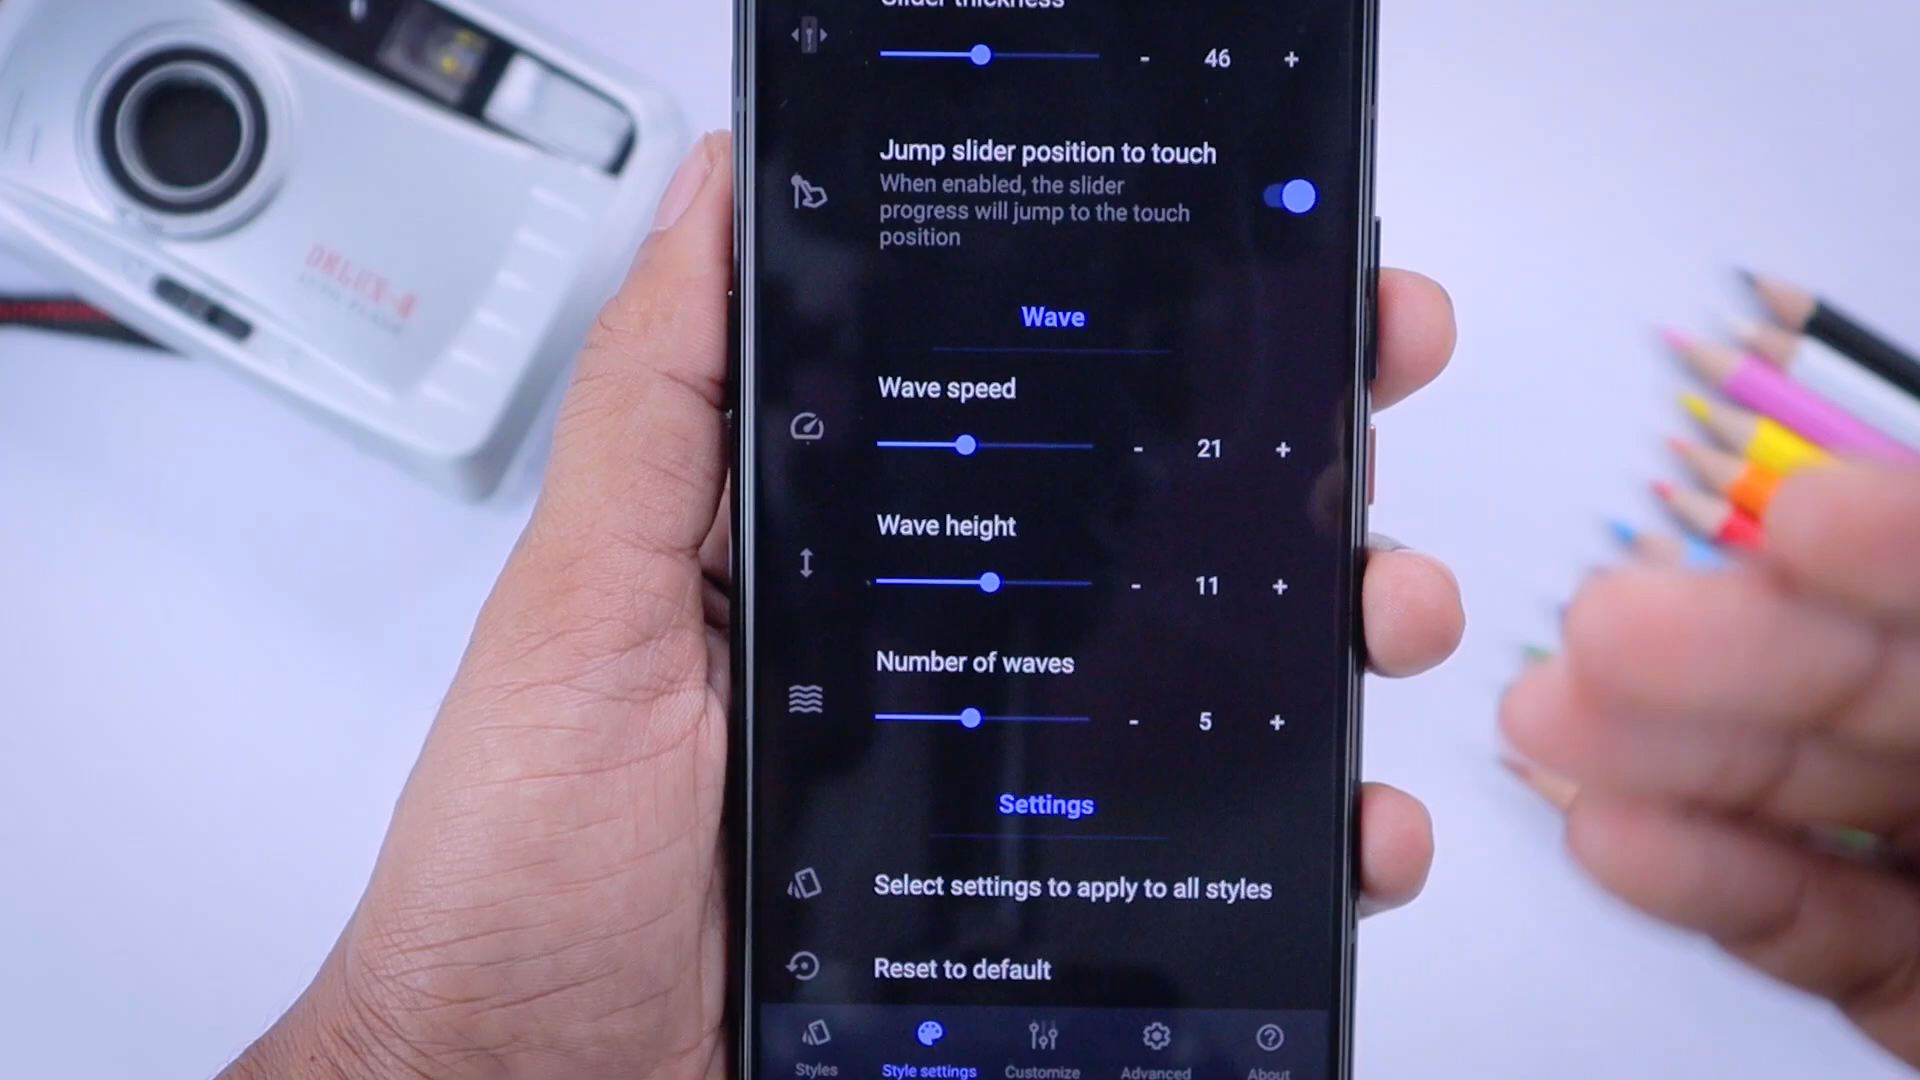 Slider thickness
- 46 +
Jump slider position to touch
When enabled, the slider
progress will jump to the touch
position
Wave
Wave speed
- 21 +
Wave height
- 11 +
Number of waves
- 5 +
Settings
Select settings to apply to all styles
Reset to default
Styles Style settings Customize Advanced About